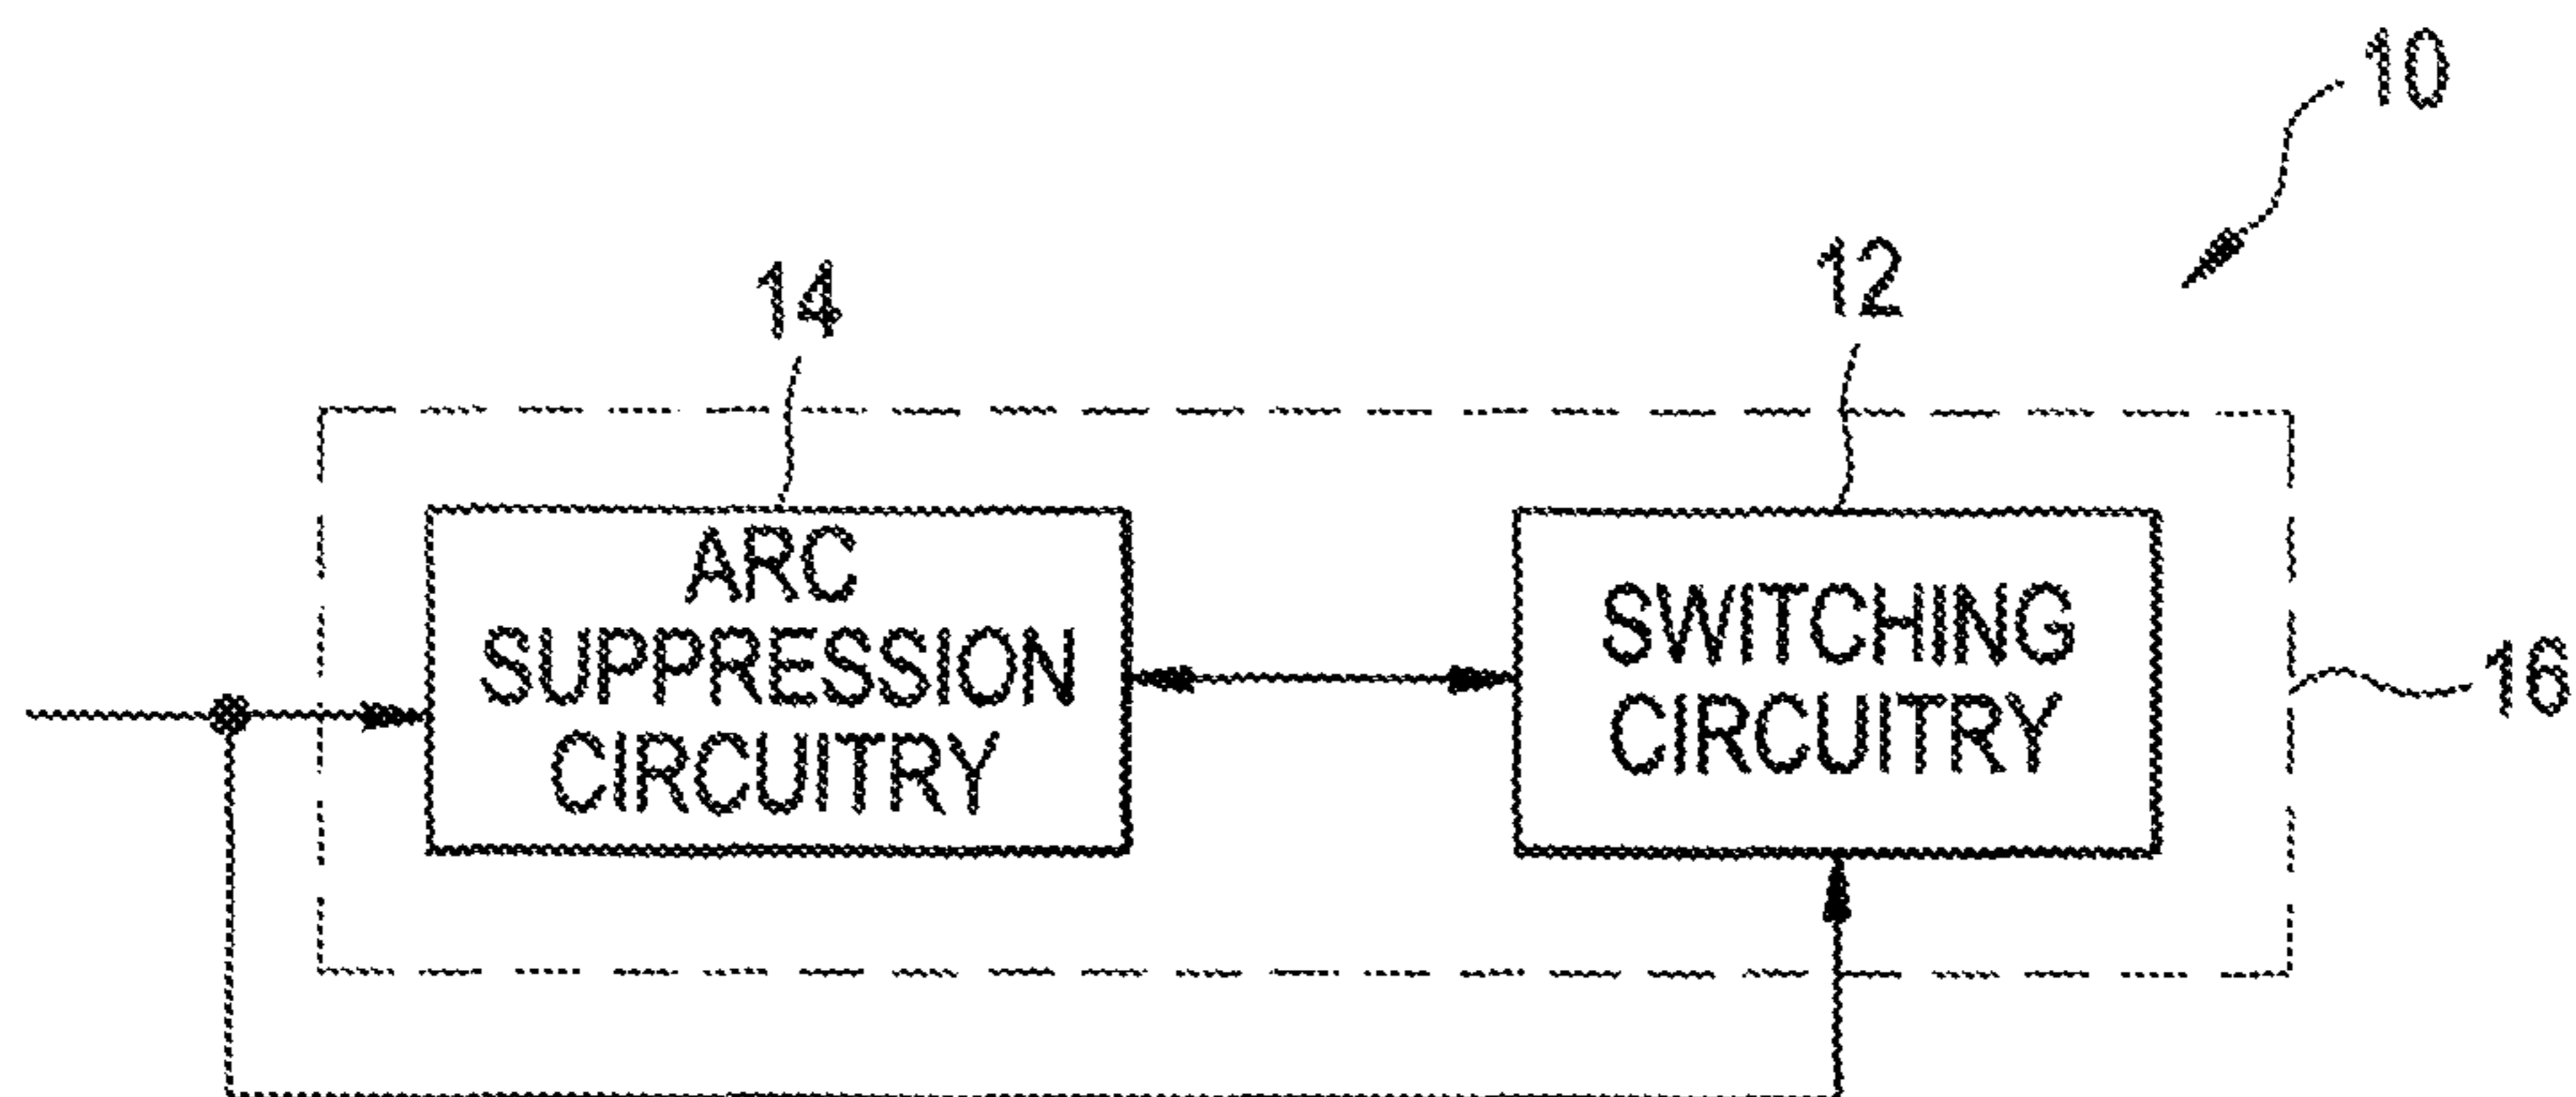 10
14
12
ARC
SUPPRESSION
CIRCUITRY
SWITCHING
CIRCUITRY
16